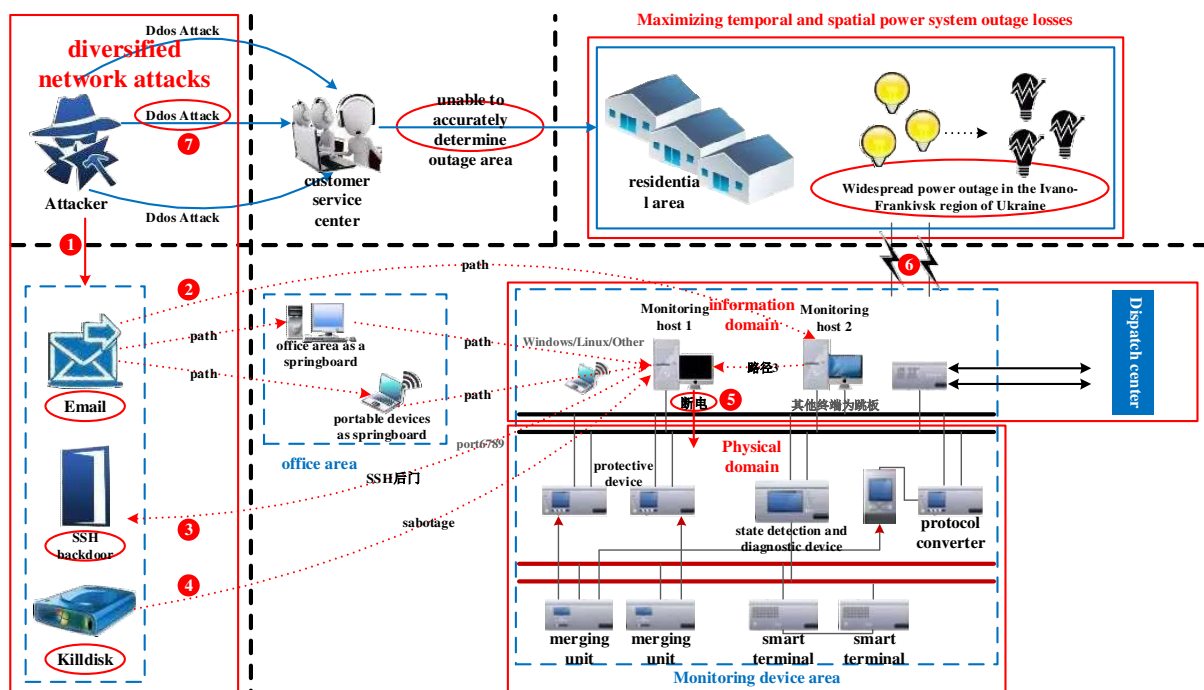 Maximizing temporal and spatial power system outage losses
diversified
network attacks
Ddos Attack
Ddos Attack
7
Ddos Attack
Attacker
customer
service
center
unable to
accurately
determine
outage area
residentia
l area
Widespread power outage in the Ivano-
Frankivsk region of Ukraine
1
2
3
4
Email
SSH
backdoor
Killdisk
path
path
path
path
path
office area as a
springboard
portable devices
as springboard
office area
SSH后门
port6789
sabotage
6
information
domain
Monitoring
host 1
Monitoring
host 2
Windows/Linux/Other
路径3
断电
5
其他终端为跳板
Dispatch center
Physical
domain
protective
device
state detection and
diagnostic device
protocol
converter
merging
unit
merging
unit
smart
terminal
smart
terminal
Monitoring device area